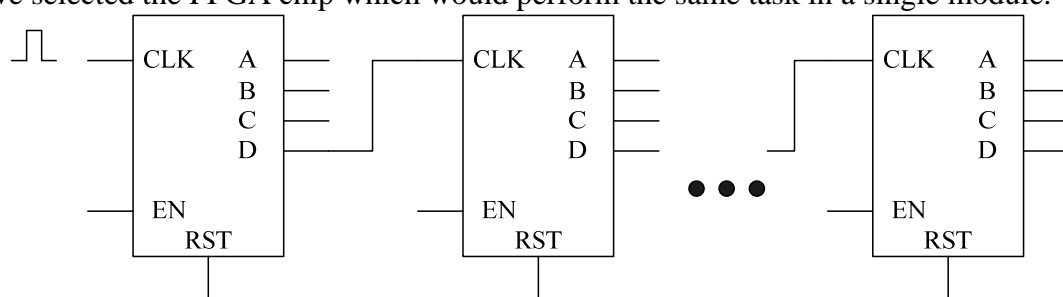 ve selected the FPGA chip which would perform the same task in a single module.
CLK A CLK A CLK A
B B B
C C C
D D D
EN EN EN
RST RST RST